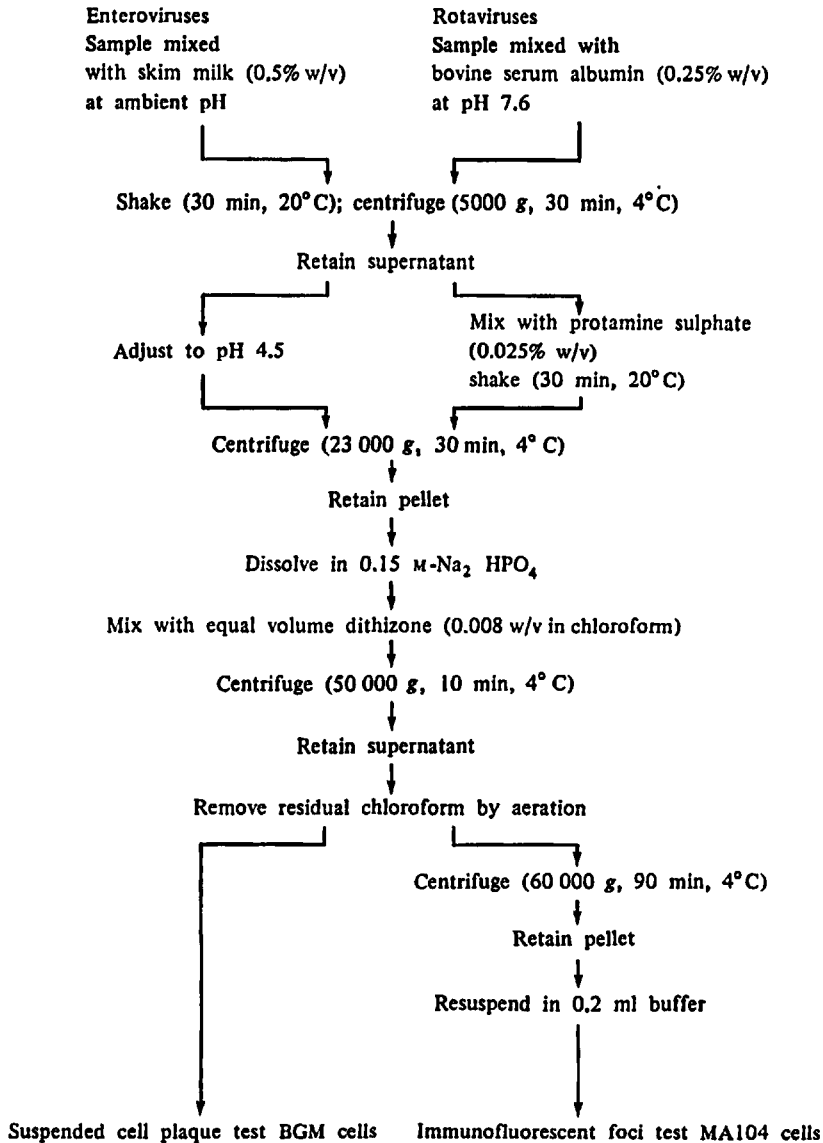 Enteroviruses
Sample mixed
with skim milk (0.5% w/v)
at ambient pH
Rotaviruses
Sample mixed with
bovine serum albumin (0.25% w/v)
at pH 7.6
Shake (30 min, 20°C); centrifuge (5000 g, 30 min, 4°C)
Retain supernatant
Adjust to pH 4.5
Mix with protamine sulphate
(0.025% w/v)
shake (30 min, 20°C)
Centrifuge (23 000 g, 30 min, 4° C)
Retain pellet
Dissolve in 0.15 M-Na₂ HPO₄
Mix with equal volume dithizone (0.008 w/v in chloroform)
Centrifuge (50 000 g, 10 min, 4° C)
Retain supernatant
Remove residual chloroform by aeration
Centrifuge (60 000 g, 90 min, 4°C)
Retain pellet
Resuspend in 0.2 ml buffer
Suspended cell plaque test BGM cells
Immunofluorescent foci test MA104 cells